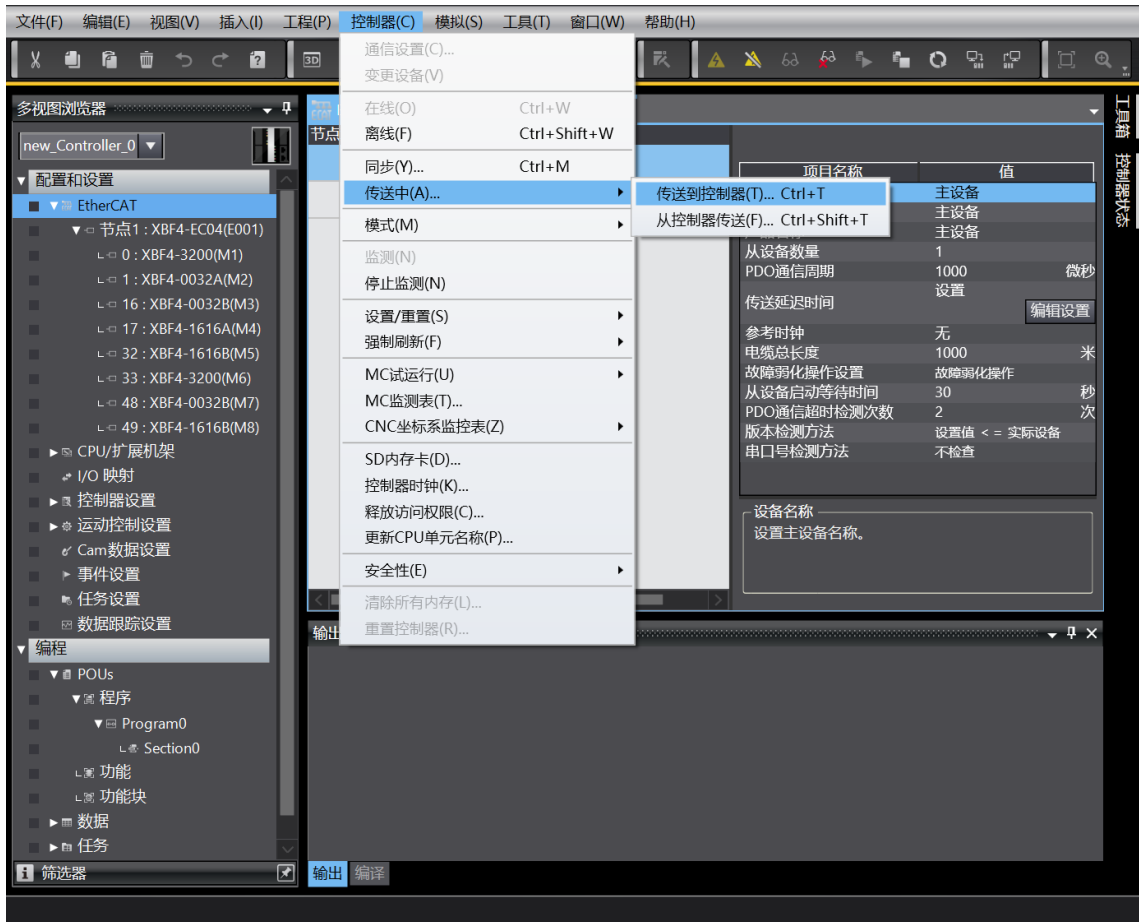 文件(F) 编辑(E) 视图(V) 插入(I) 工程(P) 控制器(C) 模拟(S) 工具(T) 窗口(W) 帮助(H)
3D
多视图浏览器
new_Controller_0
配置和设置
EtherCAT
节点1 : XBF4-EC04(E001)
0 : XBF4-3200(M1)
1 : XBF4-0032A(M2)
16 : XBF4-0032B(M3)
17 : XBF4-1616A(M4)
32 : XBF4-1616B(M5)
33 : XBF4-3200(M6)
48 : XBF4-0032B(M7)
49 : XBF4-1616B(M8)
CPU/扩展机架
I/O 映射
控制器设置
运动控制设置
Cam数据设置
事件设置
任务设置
数据跟踪设置
编程
POUs
程序
Program0
Section0
功能
功能块
数据
任务
筛选器
通信设置(C)...
变更设备(V)
在线(O) Ctrl+W
离线(F) Ctrl+Shift+W
同步(Y)... Ctrl+M
传送中(A)...
模式(M)
监测(N)
停止监测(N)
设置/重置(S)
强制刷新(F)
MC试运行(U)
MC监测表(T)...
CNC坐标系监控表(Z)
SD内存卡(D)...
控制器时钟(K)...
释放访问权限(C)...
更新CPU单元名称(P)...
安全性(E)
清除所有内存(L)...
重置控制器(R)...
传送到控制器(T)... Ctrl+T
从控制器传送(F)... Ctrl+Shift+T
节点
项目名称 值
主设备
主设备
主设备
从设备数量 1
PDO通信周期 1000 微秒
传送延迟时间 设置
编辑设置
参考时钟 无
电缆总长度 1000 米
故障弱化操作设置 故障弱化操作
从设备启动等待时间 30 秒
PDO通信超时检测次数 2 次
版本检测方法 设置值 < = 实际设备
串口号检测方法 不检查
设备名称
设置主设备名称。
工具箱
控制器状态
输出
输出 编译